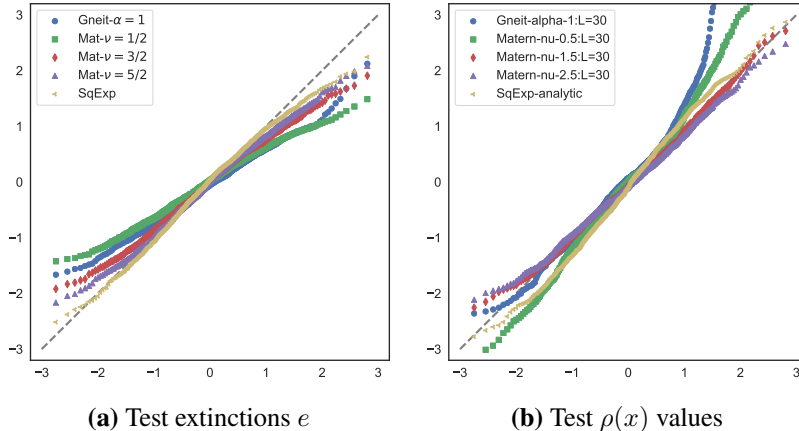 3
2
1
0
−1
−2
−3
−3
−2
−1
0
1
2
3
Gneit-α = 1
Mat-ν = 1/2
Mat-ν = 3/2
Mat-ν = 5/2
SqExp
(a) Test extinctions e
3
2
1
0
−1
−2
−3
−3
−2
−1
0
1
2
3
Gneit-alpha-1:L=30
Matern-nu-0.5:L=30
Matern-nu-1.5:L=30
Matern-nu-2.5:L=30
SqExp-analytic
(b) Test ρ(x) values